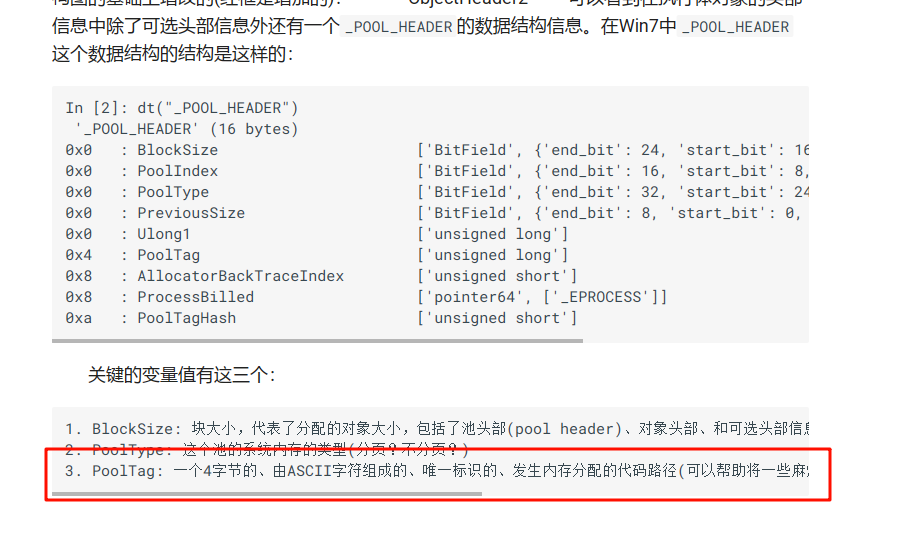 信息中除了可选头部信息外还有一个 _POOL_HEADER 的数据结构信息。在Win7中 _POOL_HEADER
这个数据结构的结构是这样的：
In [2]: dt("_POOL_HEADER")
'_POOL_HEADER' (16 bytes)
0x0 : BlockSize ['BitField', {'end_bit': 24, 'start_bit': 16
0x0 : PoolIndex ['BitField', {'end_bit': 16, 'start_bit': 8,
0x0 : PoolType ['BitField', {'end_bit': 32, 'start_bit': 24
0x0 : PreviousSize ['BitField', {'end_bit': 8, 'start_bit': 0,
0x0 : Ulong1 ['unsigned long']
0x4 : PoolTag ['unsigned long']
0x8 : AllocatorBackTraceIndex ['unsigned short']
0x8 : ProcessBilled ['pointer64', ['_EPROCESS']]
0xa : PoolTagHash ['unsigned short']
关键的变量值有这三个：
1. BlockSize: 块大小，代表了分配的对象大小，包括了池头部(pool header)、对象头部、和可选头部信息
2. PoolType: 这个池的系统内存的类型(分页？不分页？)
3. PoolTag: 一个4字节的、由ASCII字符组成的、唯一标识的、发生内存分配的代码路径(可以帮助将一些麻